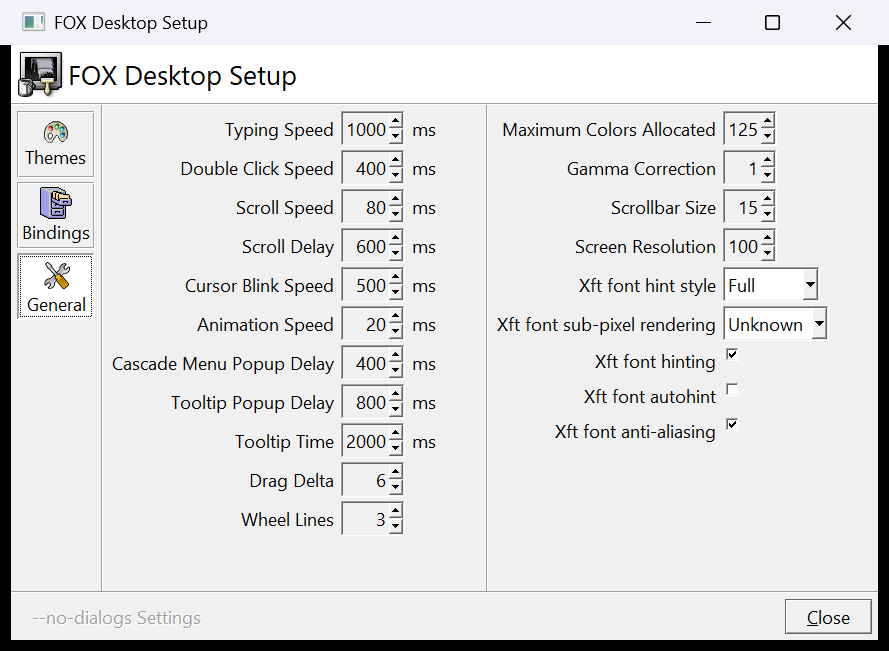 FOX Desktop Setup
FOX Desktop Setup
Themes
Bindings
General
Typing Speed 1000 ms
Double Click Speed 400 ms
Scroll Speed 80 ms
Scroll Delay 600 ms
Cursor Blink Speed 500 ms
Animation Speed 20 ms
Cascade Menu Popup Delay 400 ms
Tooltip Popup Delay 800 ms
Tooltip Time 2000 ms
Drag Delta 6
Wheel Lines 3
Maximum Colors Allocated 125
Gamma Correction 1
Scrollbar Size 15
Screen Resolution 100
Xft font hint style Full
Xft font sub-pixel rendering Unknown
Xft font hinting
Xft font autohint
Xft font anti-aliasing
--no-dialogs Settings
Close